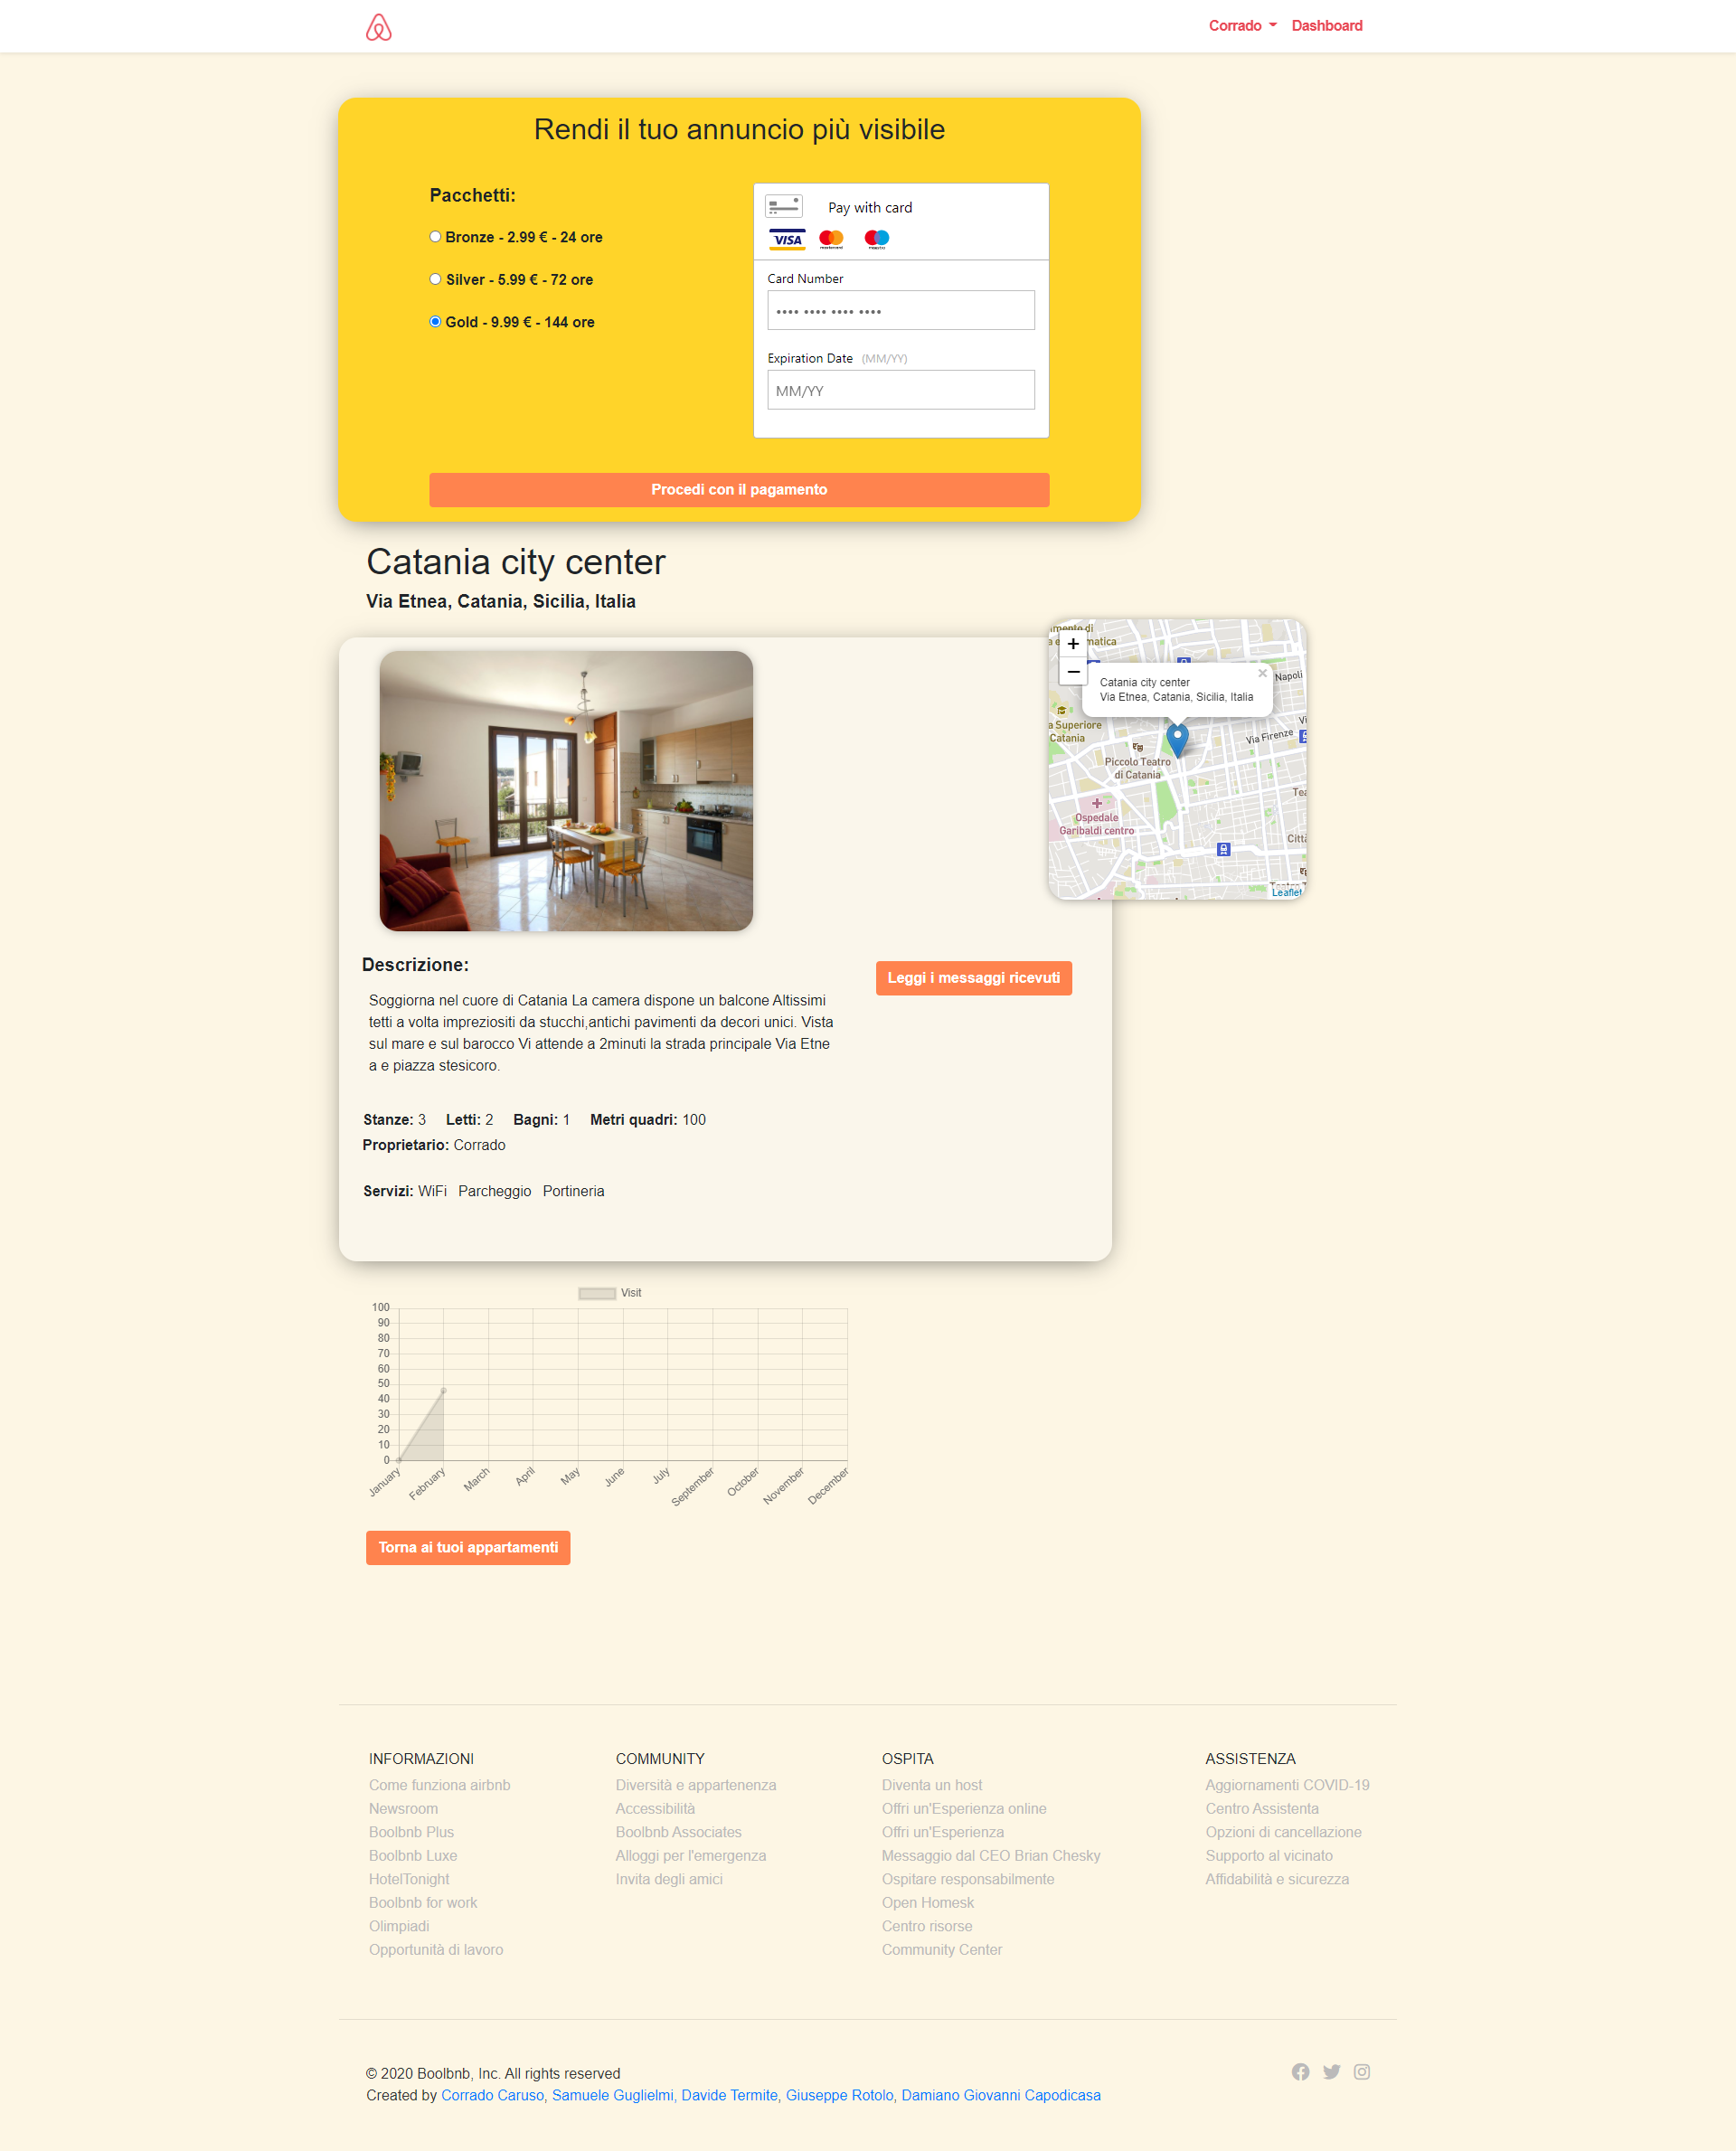 Corrado Dashboard
Rendi il tuo annuncio più visibile
Pacchetti:
Bronze - 2.99 € - 24 ore
Silver - 5.99 € - 72 ore
Gold - 9.99 € - 144 ore
Pay with card
VISA
Card Number
•••• •••• •••• ••••
Expiration Date (MM/YY)
MM/YY
Procedi con il pagamento
Catania city center
Via Etnea, Catania, Sicilia, Italia
+
−
Catania city center
Via Etnea, Catania, Sicilia, Italia
×
Napoli
a Superiore
Catania
Via Firenze
Piccolo Teatro
di Catania
Ospedale
Garibaldi centro
Leaflet
Descrizione:
Leggi i messaggi ricevuti
Soggiorna nel cuore di Catania La camera dispone un balcone Altissimi
tetti a volta impreziositi da stucchi,antichi pavimenti da decori unici. Vista
sul mare e sul barocco Vi attende a 2minuti la strada principale Via Etne
a e piazza stesicoro.
Stanze: 3 Letti: 2 Bagni: 1 Metri quadri: 100
Proprietario: Corrado
Servizi: WiFi Parcheggio Portineria
Visit
100
90
80
70
60
50
40
30
20
10
0
January February March April May June July September October November December
Torna ai tuoi appartamenti
INFORMAZIONI
Come funziona airbnb
Newsroom
Boolbnb Plus
Boolbnb Luxe
HotelTonight
Boolbnb for work
Olimpiadi
Opportunità di lavoro
COMMUNITY
Diversità e appartenenza
Accessibilità
Boolbnb Associates
Alloggi per l'emergenza
Invita degli amici
OSPITA
Diventa un host
Offri un'Esperienza online
Offri un'Esperienza
Messaggio dal CEO Brian Chesky
Ospitare responsabilmente
Open Homesk
Centro risorse
Community Center
ASSISTENZA
Aggiornamenti COVID-19
Centro Assistenta
Opzioni di cancellazione
Supporto al vicinato
Affidabilità e sicurezza
© 2020 Boolbnb, Inc. All rights reserved
Created by Corrado Caruso, Samuele Guglielmi, Davide Termite, Giuseppe Rotolo, Damiano Giovanni Capodicasa